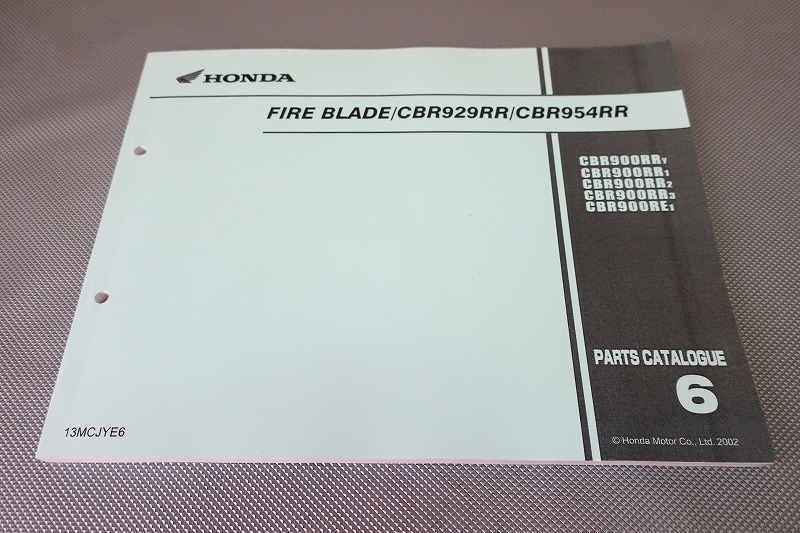 HONDA
FIRE BLADE/CBR929RR/CBR954RR
CBR900RRY
CBR900RR1
CBR900RR2
CBR900RR3
CBR900RE1
PARTS CATALOGUE
6
13MCJYE6
© Honda Motor Co., Ltd. 2002